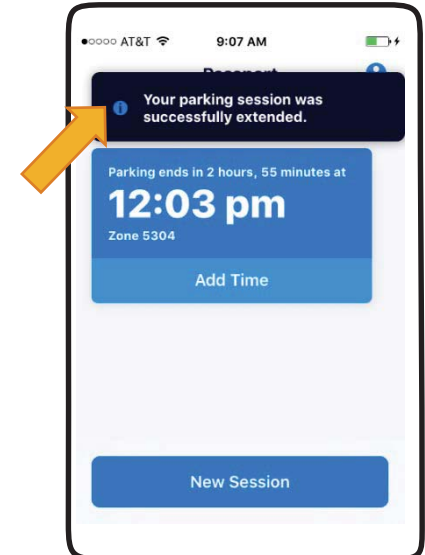 AT&T 9:07 AM
Your parking session was
successfully extended.
Parking ends in 2 hours, 55 minutes at
12:03 pm
Zone 5304
Add Time
New Session